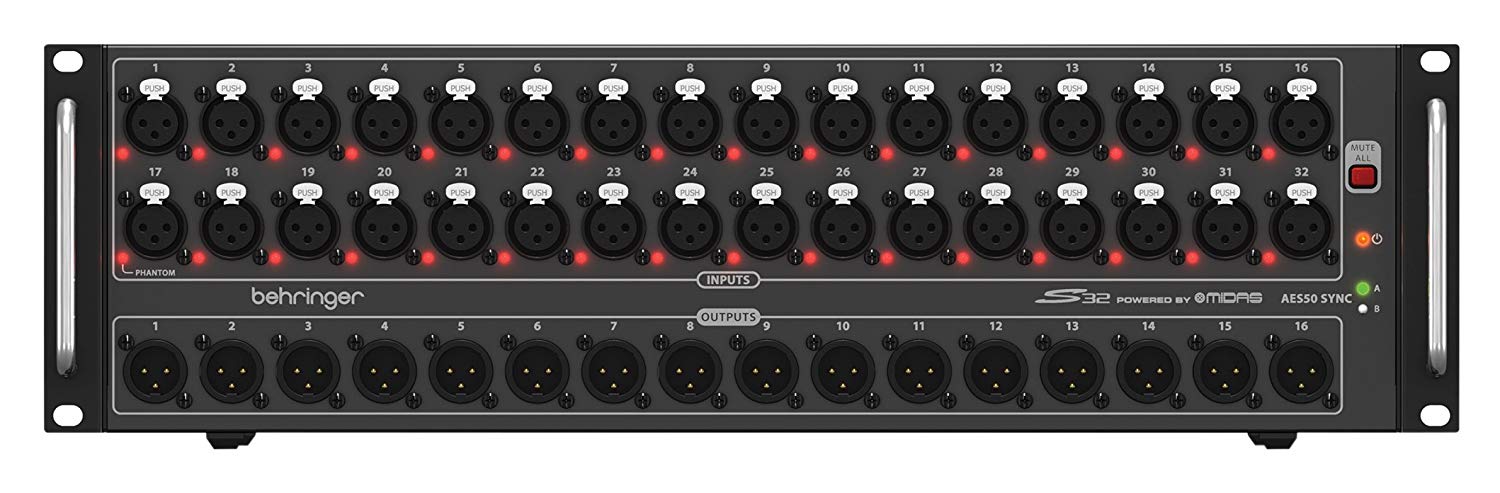 1 2 3 4 5 6 7 8 9 10 11 12 13 14 15 16
PUSH PUSH PUSH PUSH PUSH PUSH PUSH PUSH PUSH PUSH PUSH PUSH PUSH PUSH PUSH PUSH
MUTE
ALL
17 18 19 20 21 22 23 24 25 26 27 28 29 30 31 32
PUSH PUSH PUSH PUSH PUSH PUSH PUSH PUSH PUSH PUSH PUSH PUSH PUSH PUSH PUSH PUSH
PHANTOM
INPUTS
behringer
S32 POWERED BY MIDAS
AES50 SYNC
A
B
OUTPUTS
1 2 3 4 5 6 7 8 9 10 11 12 13 14 15 16